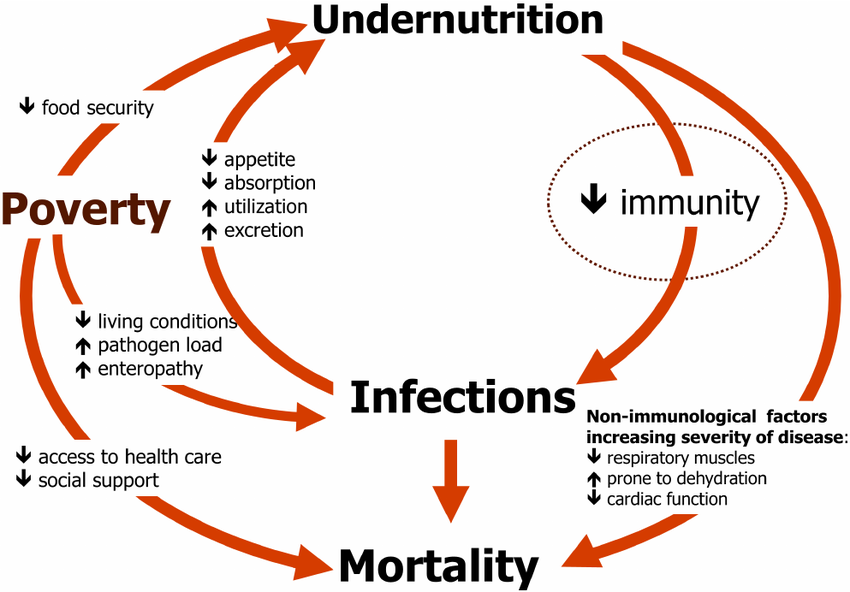 Undernutrition
↓ food security
↓ appetite
↓ absorption
↑ utilization
↑ excretion
Poverty
↓ immunity
↓ living conditions
↑ pathogen load
↑ enteropathy
Infections
Non-immunological factors
increasing severity of disease:
↓ respiratory muscles
↑ prone to dehydration
↓ cardiac function
↓ access to health care
↓ social support
Mortality